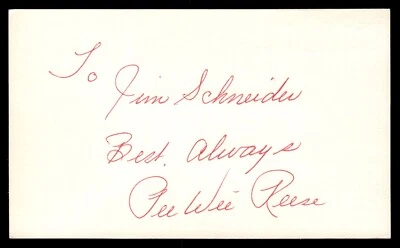 To
Jim Schneider
Best. Always
Pee Wee Reese